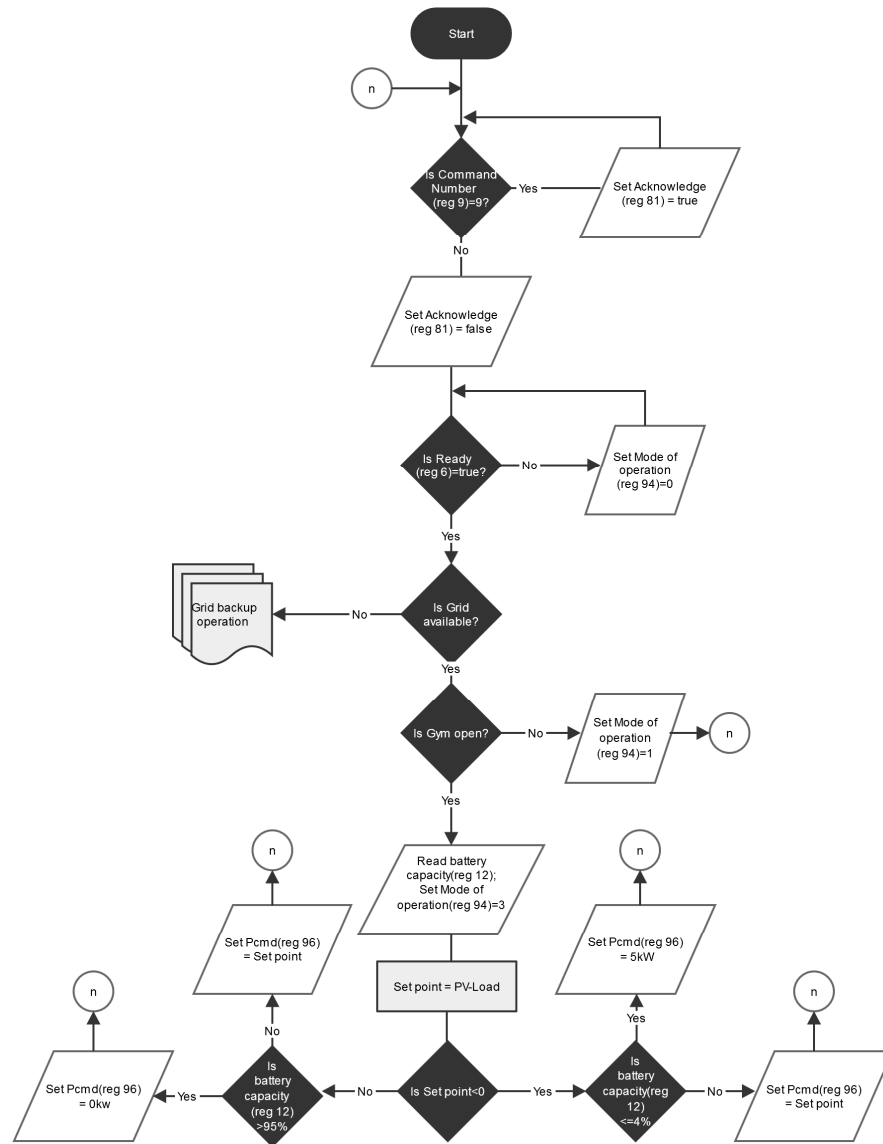 Start
n
Is Command
Number
(reg 9)=9?
Yes
Set Acknowledge
(reg 81) = true
No
Set Acknowledge
(reg 81) = false
Is Ready
(reg 6)=true?
No
Set Mode of
operation
(reg 94)=0
Yes
Grid backup
operation
No
Is Grid
available?
Yes
Is Gym open?
No
Set Mode of
operation
(reg 94)=1
n
Yes
Read battery
capacity(reg 12);
Set Mode of
operation(reg 94)=3
n
n
Set Pcmd(reg 96)
= Set point
Set Pcmd(reg 96)
= 5kW
Set point = PV-Load
n
n
No
Yes
Set Pcmd(reg 96)
= 0kw
Yes
Is
battery
capacity
(reg 12)
>95%
No
Is Set point<0
Yes
Is
battery
capacity(reg
12)
<=4%
No
Set Pcmd(reg 96)
= Set point